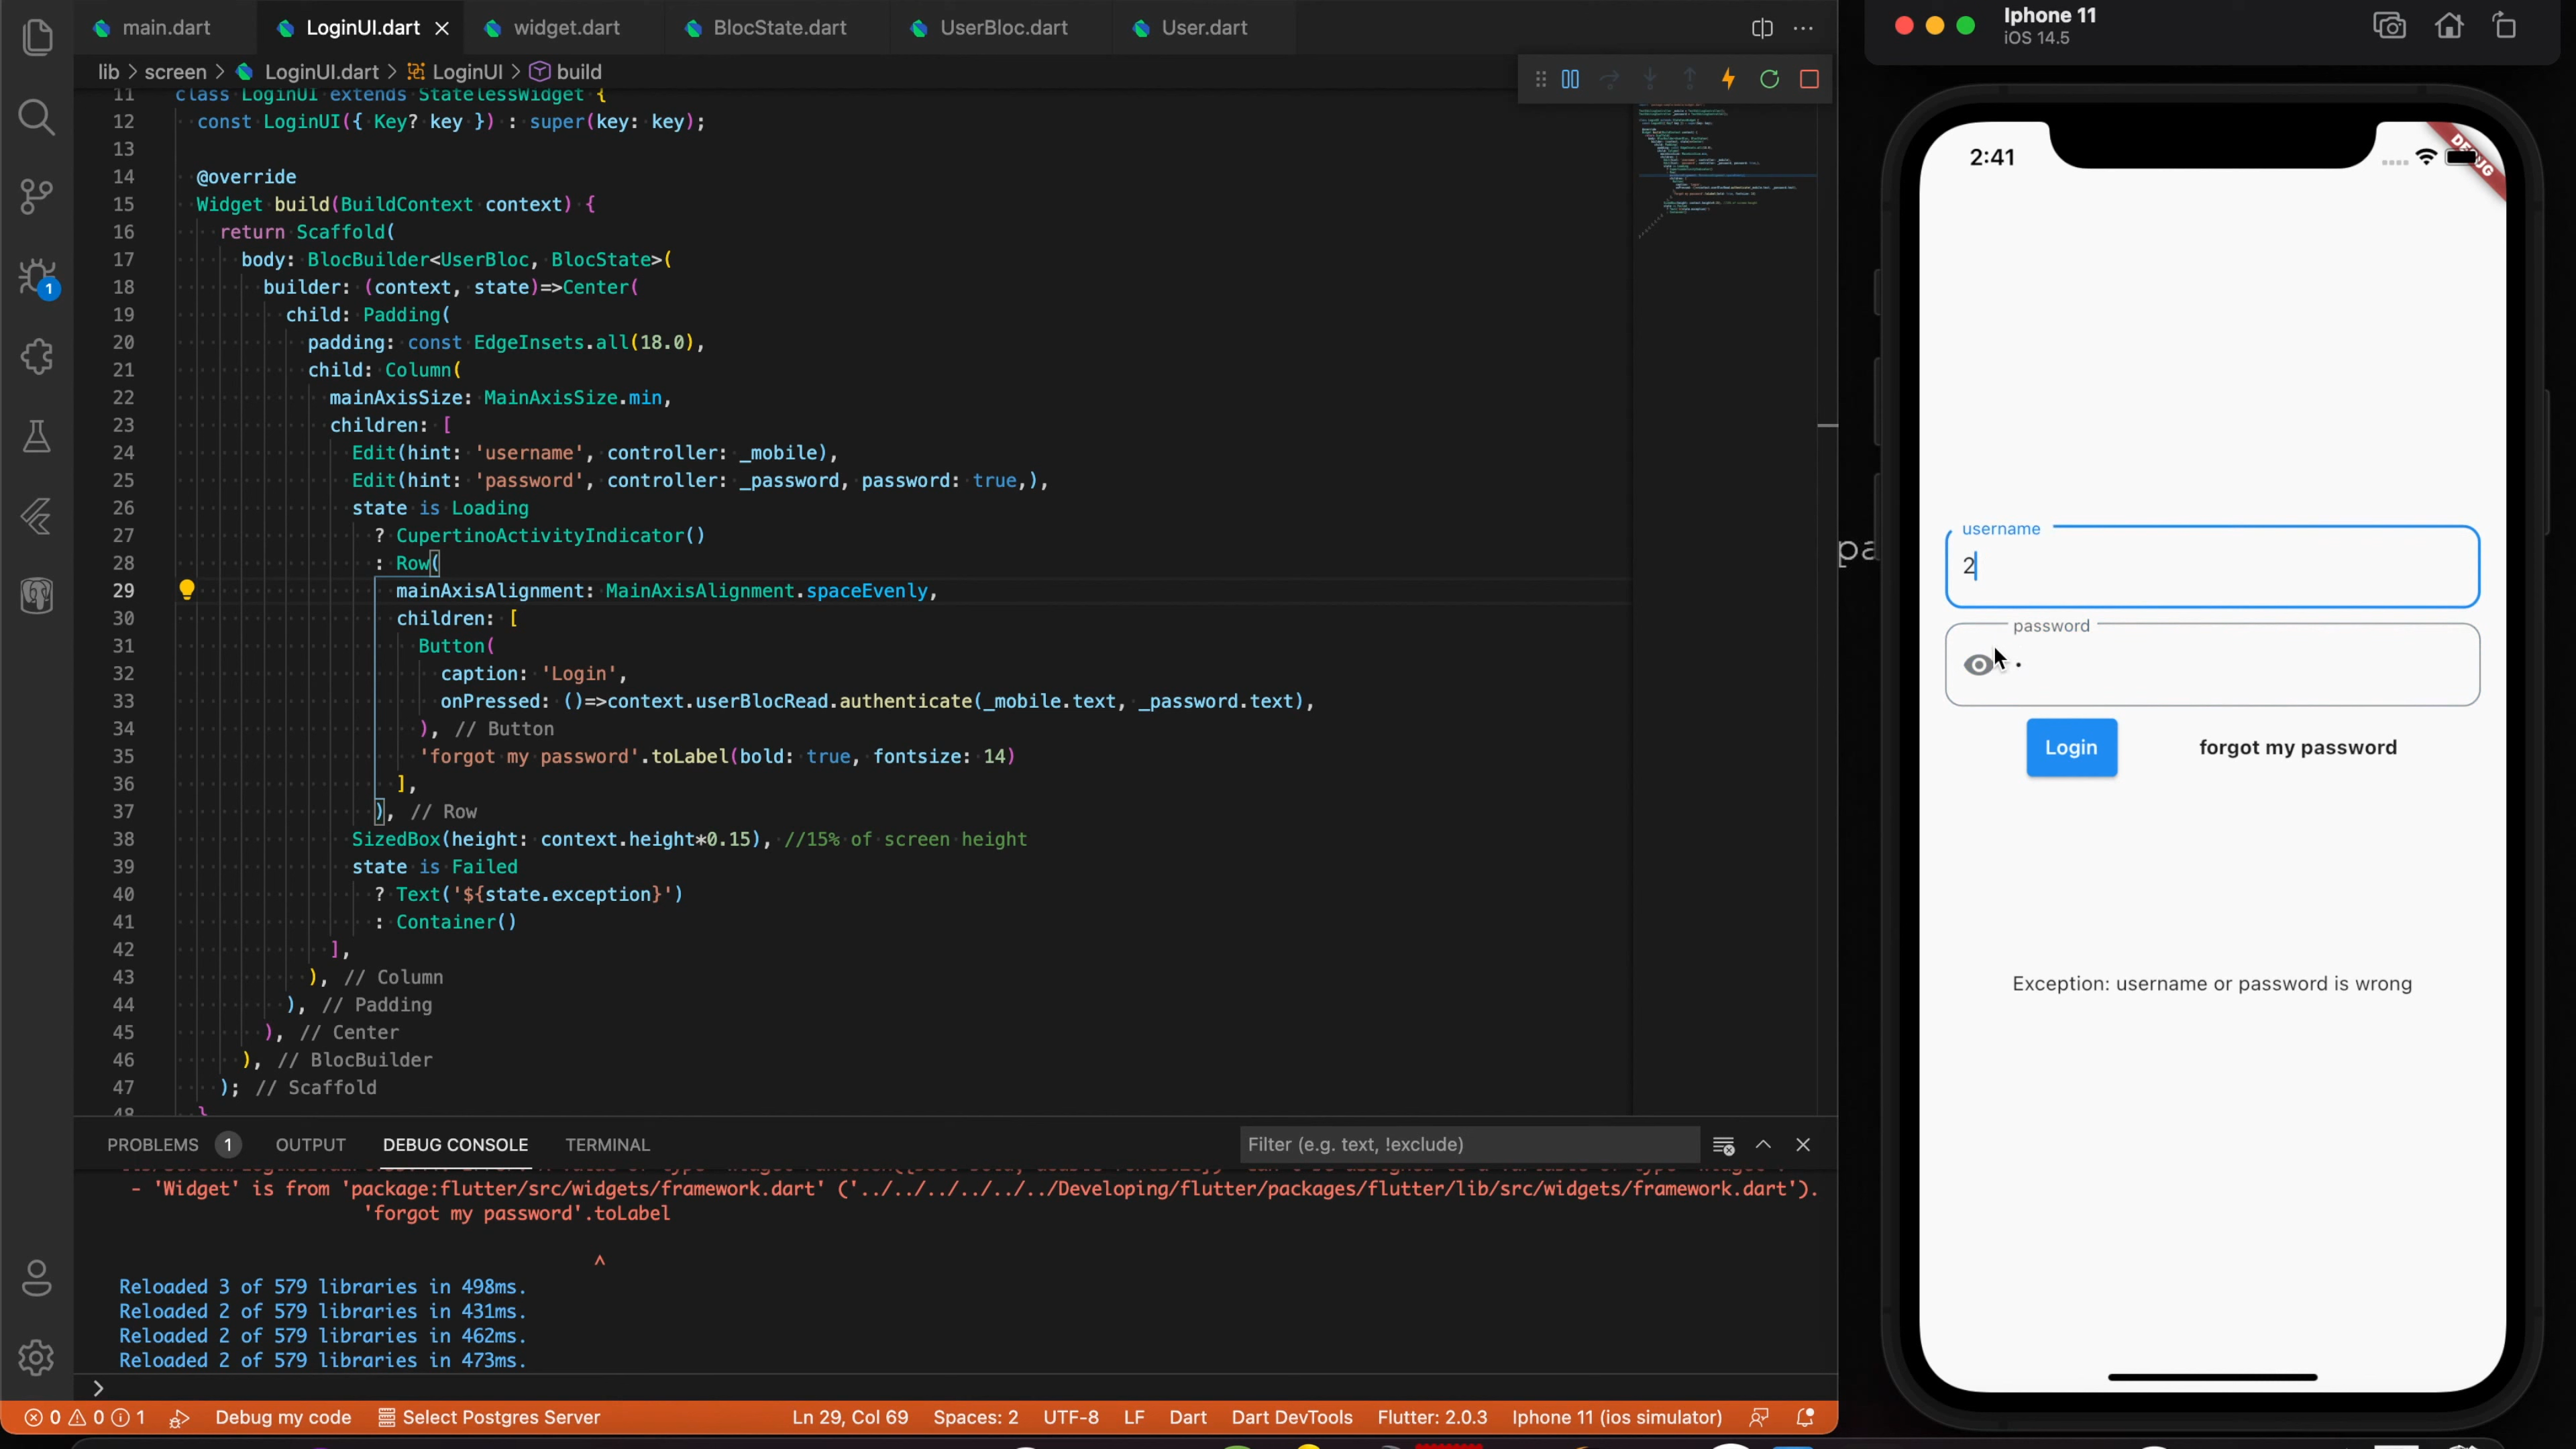 main.dart
LoginUI.dart
widget.dart
BlocState.dart
UserBloc.dart
User.dart
lib > screen > LoginUI.dart > LoginUI > build
11 class LoginUI extends StatelessWidget {
12 const LoginUI({ Key? key }) : super(key: key);
13
14 @override
15 Widget build(BuildContext context) {
16 return Scaffold(
17 body: BlocBuilder<UserBloc, BlocState>(
18 builder: (context, state)=>Center(
19 child: Padding(
20 padding: const EdgeInsets.all(18.0),
21 child: Column(
22 mainAxisSize: MainAxisSize.min,
23 children: [
24 Edit(hint: 'username', controller: _mobile),
25 Edit(hint: 'password', controller: _password, password: true,),
26 state is Loading
27 ? CupertinoActivityIndicator()
28 : Row(
29 mainAxisAlignment: MainAxisAlignment.spaceEvenly,
30 children: [
31 Button(
32 caption: 'Login',
33 onPressed: ()=>context.userBlocRead.authenticate(_mobile.text, _password.text),
34 ), // Button
35 'forgot my password'.toLabel(bold: true, fontsize: 14)
36 ],
37 ), // Row
38 SizedBox(height: context.height*0.15), //15% of screen height
39 state is Failed
40 ? Text('${state.exception}')
41 : Container()
42 ],
43 ), // Column
44 ), // Padding
45 ), // Center
46 ), // BlocBuilder
47 ); // Scaffold
48 }
1
PROBLEMS 1 OUTPUT DEBUG CONSOLE TERMINAL
Filter (e.g. text, !exclude)
- 'Widget' is from 'package:flutter/src/widgets/framework.dart' ('../../../../../../Developing/flutter/packages/flutter/lib/src/widgets/framework.dart').
'forgot my password'.toLabel
^
Reloaded 3 of 579 libraries in 498ms.
Reloaded 2 of 579 libraries in 431ms.
Reloaded 2 of 579 libraries in 462ms.
Reloaded 2 of 579 libraries in 473ms.
>
0 0 1 Debug my code Select Postgres Server Ln 29, Col 69 Spaces: 2 UTF-8 LF Dart Dart DevTools Flutter: 2.0.3 Iphone 11 (ios simulator)
pa
Iphone 11
iOS 14.5
2:41
DEBUG
username
2
password
•
Login
forgot my password
Exception: username or password is wrong